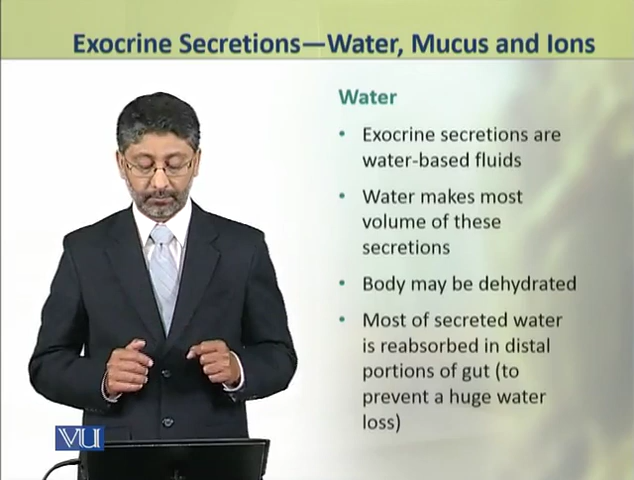 Exocrine Secretions—Water, Mucus and Ions
Water
• Exocrine secretions are
water-based fluids
• Water makes most
volume of these
secretions
• Body may be dehydrated
• Most of secreted water
is reabsorbed in distal
portions of gut (to
prevent a huge water
loss)
VU